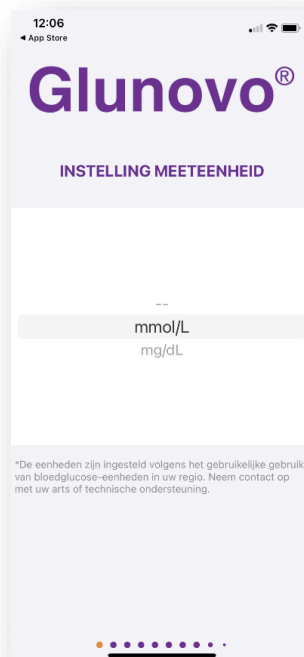 12:06
◀ App Store
Glunovo®
INSTELLING MEETEENHEID
--
mmol/L
mg/dL
*De eenheden zijn ingesteld volgens het gebruikelijke gebruik
van bloedglucose-eenheden in uw regio. Neem contact op
met uw arts of technische ondersteuning.